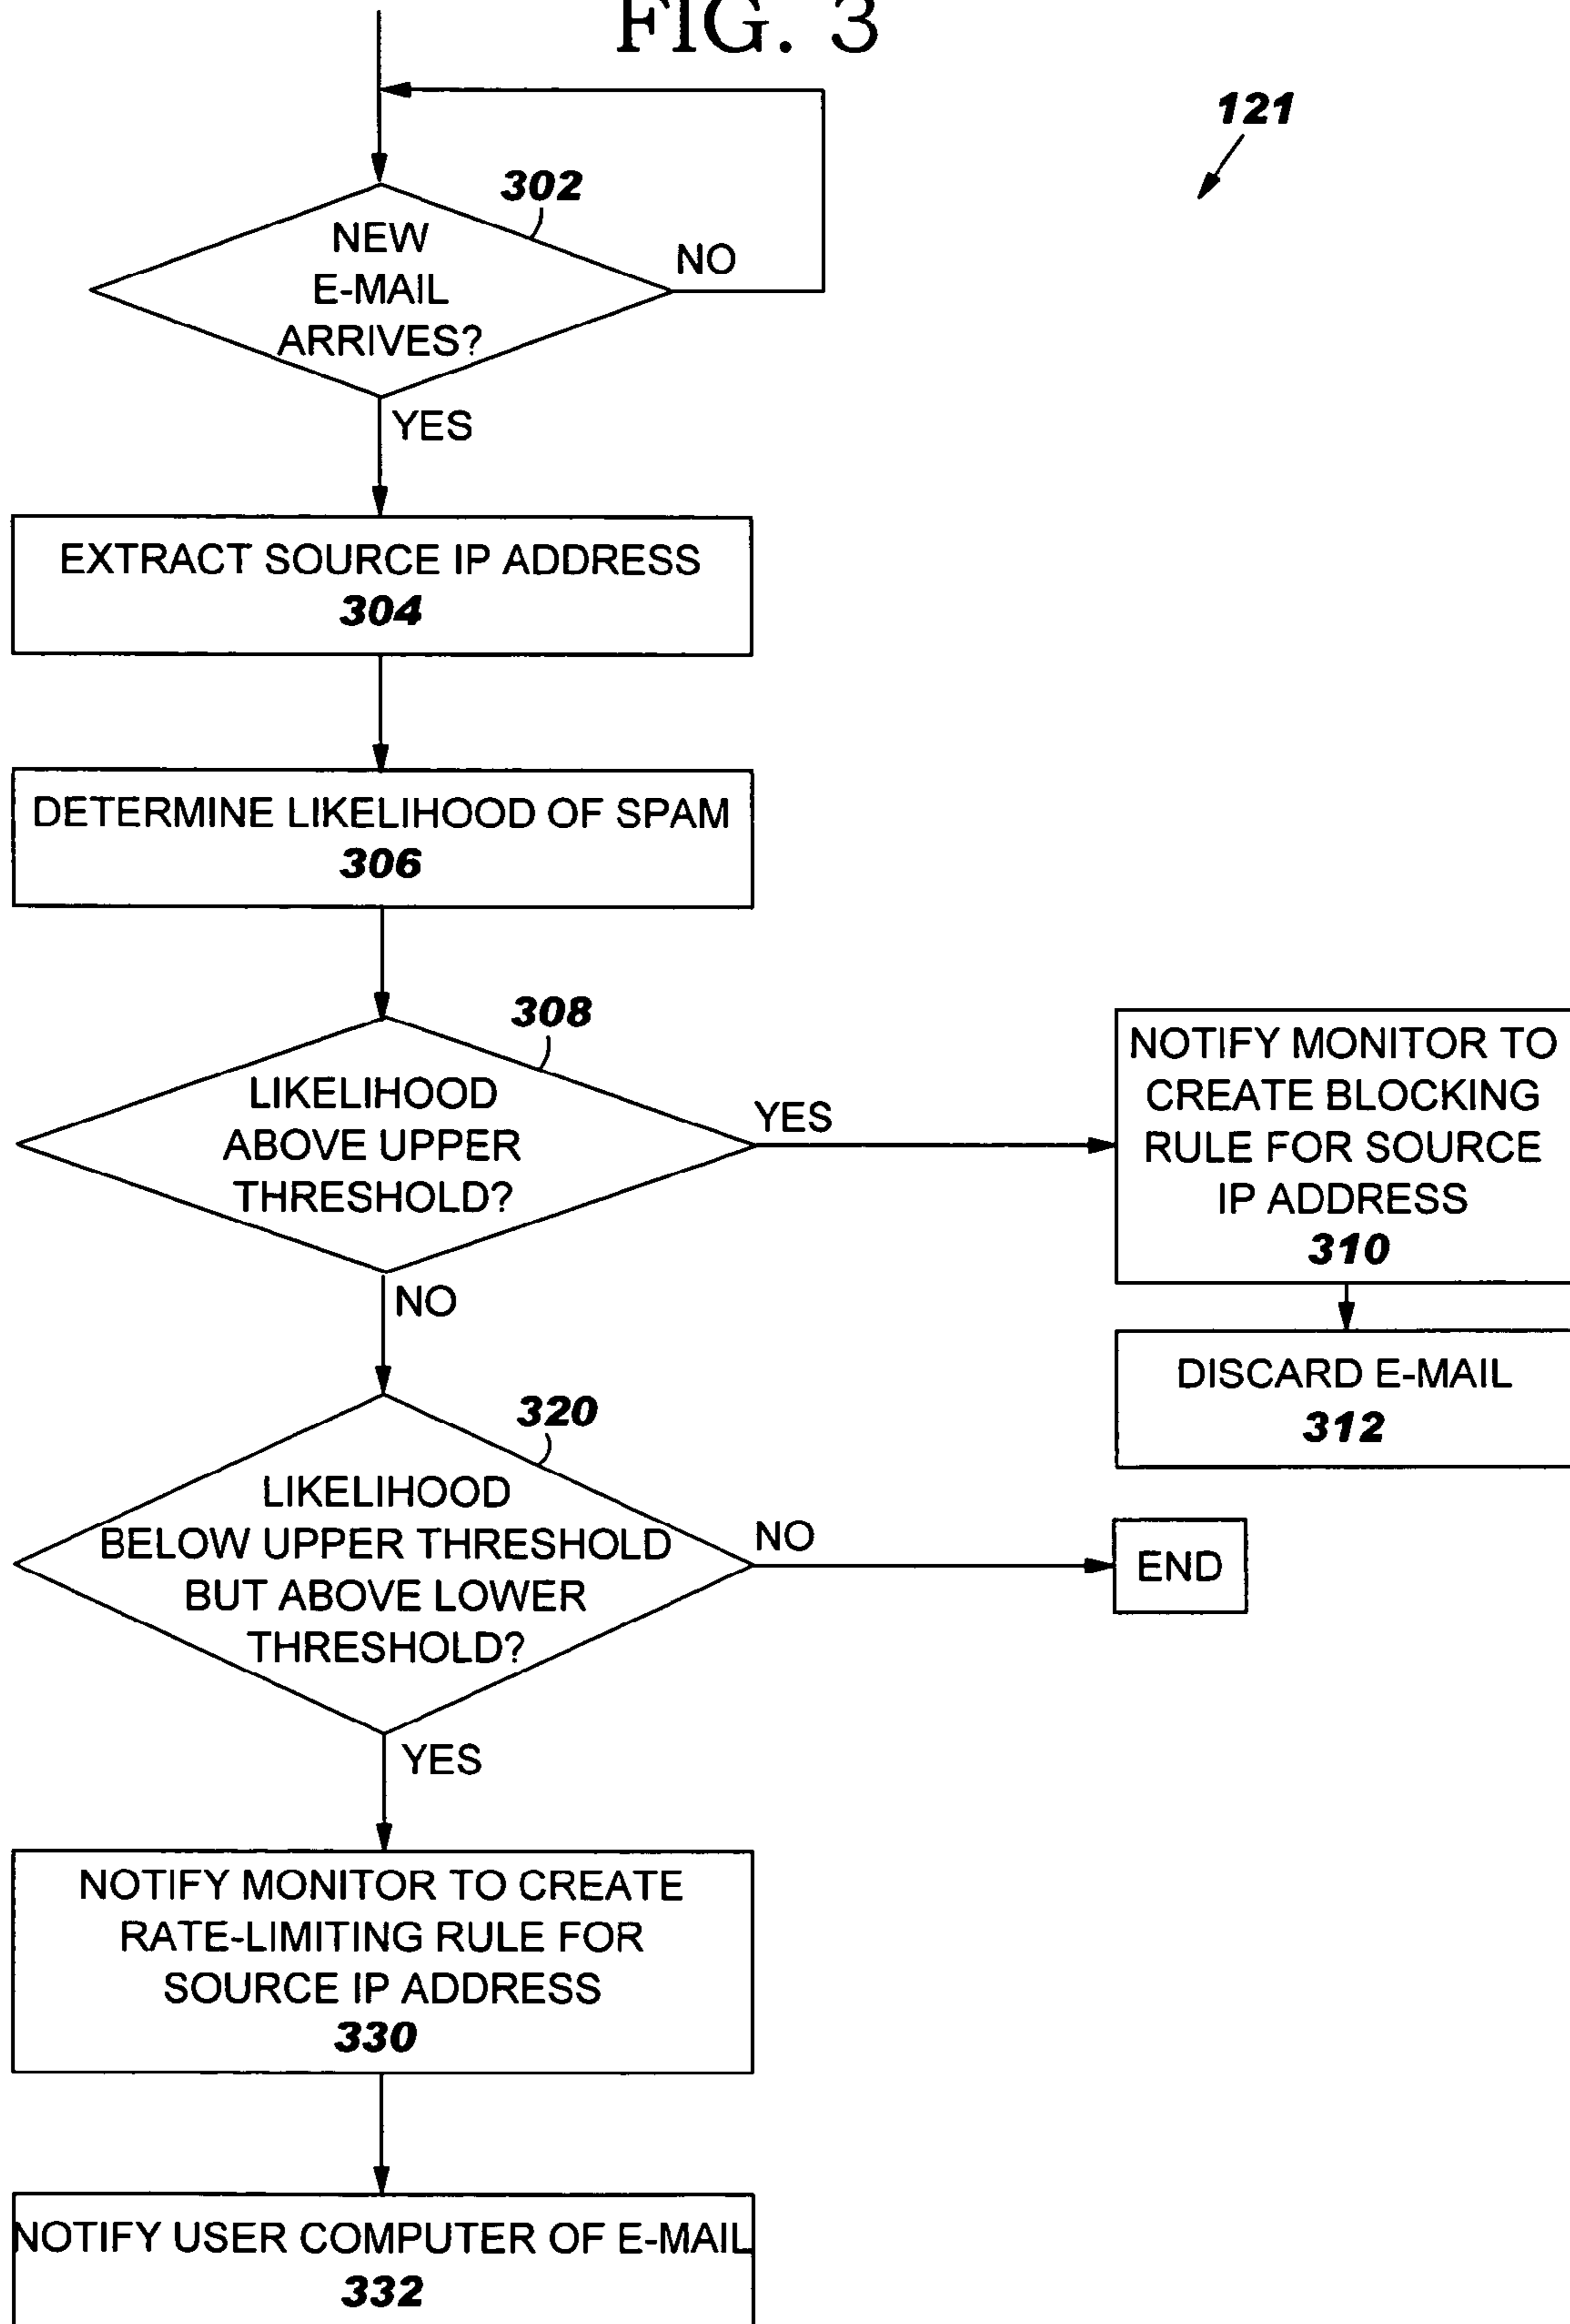 FIG. 3
121
302
NEW
E-MAIL
ARRIVES?
NO
YES
EXTRACT SOURCE IP ADDRESS
304
DETERMINE LIKELIHOOD OF SPAM
306
308
LIKELIHOOD
ABOVE UPPER
THRESHOLD?
YES
NOTIFY MONITOR TO
CREATE BLOCKING
RULE FOR SOURCE
IP ADDRESS
310
NO
DISCARD E-MAIL
312
320
LIKELIHOOD
BELOW UPPER THRESHOLD
BUT ABOVE LOWER
THRESHOLD?
NO
END
YES
NOTIFY MONITOR TO CREATE
RATE-LIMITING RULE FOR
SOURCE IP ADDRESS
330
NOTIFY USER COMPUTER OF E-MAIL
332